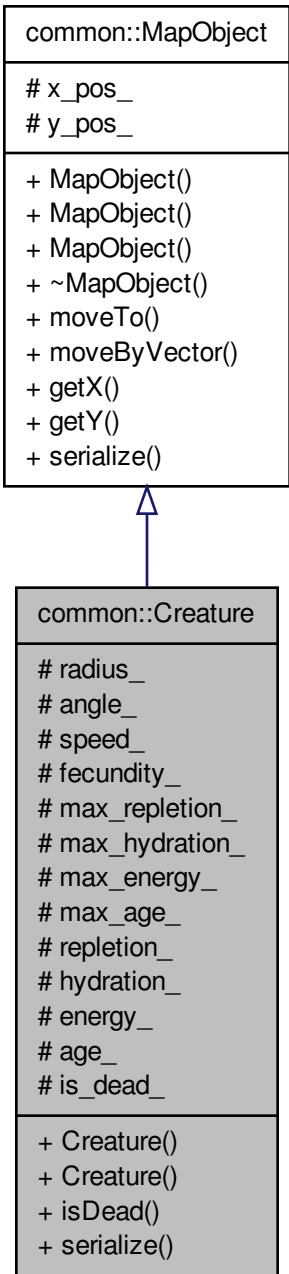 common::MapObject
# x_pos_
# y_pos_
+ MapObject()
+ MapObject()
+ MapObject()
+ ~MapObject()
+ moveTo()
+ moveByVector()
+ getX()
+ getY()
+ serialize()
common::Creature
# radius_
# angle_
# speed_
# fecundity_
# max_repletion_
# max_hydration_
# max_energy_
# max_age_
# repletion_
# hydration_
# energy_
# age_
# is_dead_
+ Creature()
+ Creature()
+ isDead()
+ serialize()